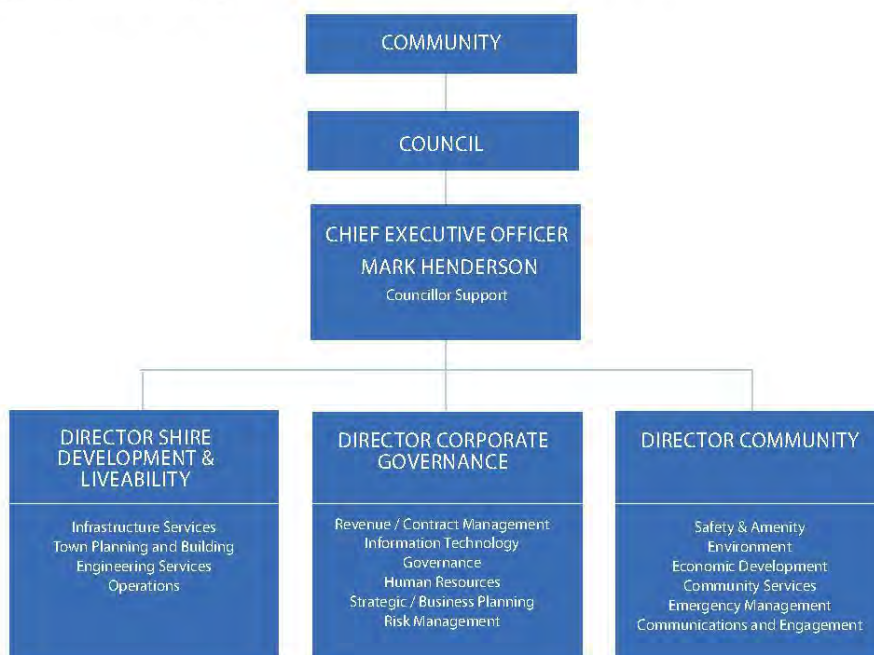 COMMUNITY
COUNCIL
CHIEF EXECUTIVE OFFICER
MARK HENDERSON
Councillor Support
DIRECTOR SHIRE
DEVELOPMENT &
LIVEABILITY
Infrastructure Services
Town Planning and Building
Engineering Services
Operations
DIRECTOR CORPORATE
GOVERNANCE
Revenue / Contract Management
Information Technology
Governance
Human Resources
Strategic / Business Planning
Risk Management
DIRECTOR COMMUNITY
Safety & Amenity
Environment
Economic Development
Community Services
Emergency Management
Communications and Engagement